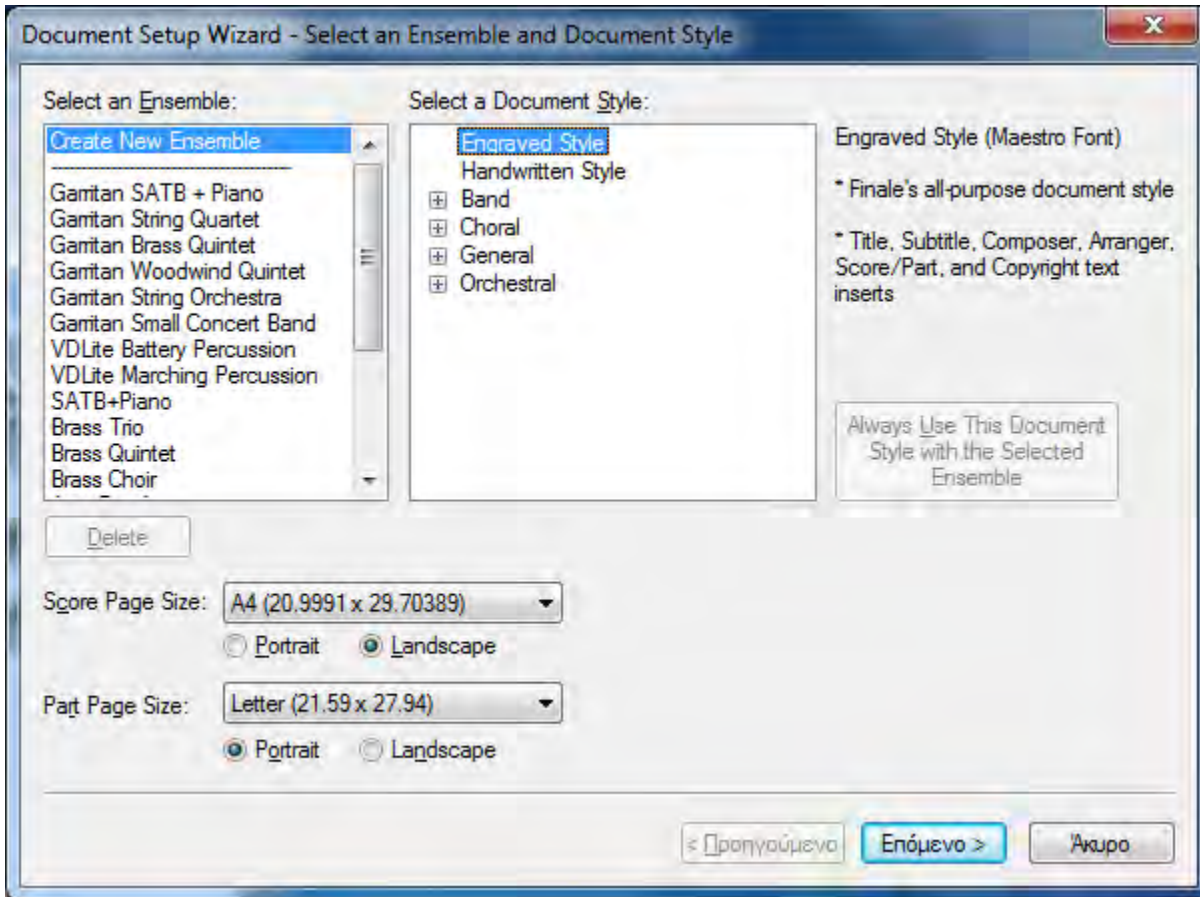 Document Setup Wizard - Select an Ensemble and Document Style
Select an Ensemble:
Create New Ensemble
Garritan SATB + Piano
Garritan String Quartet
Garritan Brass Quintet
Garritan Woodwind Quintet
Garritan String Orchestra
Garritan Small Concert Band
VDLite Battery Percussion
VDLite Marching Percussion
SATB+Piano
Brass Trio
Brass Quintet
Brass Choir
Select a Document Style:
Engraved Style
Handwritten Style
Band
Choral
General
Orchestral
Engraved Style (Maestro Font)
* Finale's all-purpose document style
* Title, Subtitle, Composer, Arranger,
Score/Part, and Copyright text
inserts
Always Use This Document
Style with the Selected
Ensemble
Delete
Score Page Size: A4 (20.9991 x 29.70389)
Portrait Landscape
Part Page Size: Letter (21.59 x 27.94)
Portrait Landscape
< Προηγούμενο Επόμενο > Άκυρο